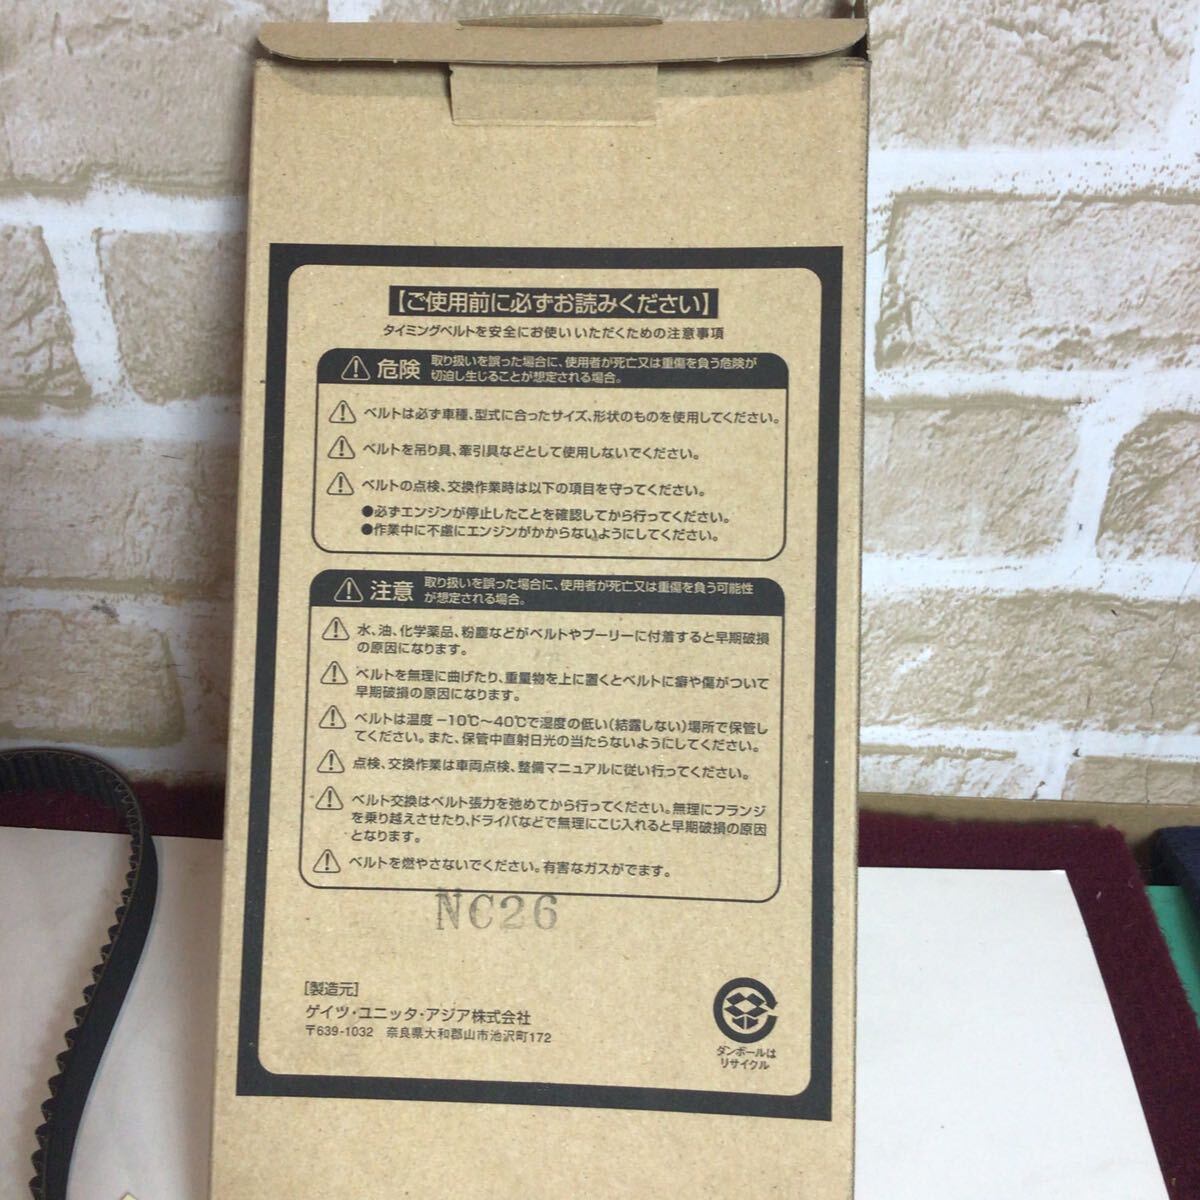 【ご使用前に必ずお読みください】
タイミングベルトを安全にお使いいただくための注意事項
危険 取り扱いを誤った場合に、使用者が死亡又は重傷を負う危険が
切迫し生じることが想定される場合。
ベルトは必ず車種、型式に合ったサイズ、形状のものを使用してください。
ベルトを吊り具、牽引具などとして使用しないでください。
ベルトの点検、交換作業時は以下の項目を守ってください。
●必ずエンジンが停止したことを確認してから行ってください。
●作業中に不慮にエンジンがかからないようにしてください。
注意 取り扱いを誤った場合に、使用者が死亡又は重傷を負う可能性
が想定される場合。
水、油、化学薬品、粉塵などがベルトやプーリーに付着すると早期破損
の原因になります。
ベルトを無理に曲げたり、重量物を上に置くとベルトに癖や傷がついて
早期破損の原因になります。
ベルトは温度−10℃〜40℃で湿度の低い(結露しない)場所で保管し
てください。また、保管中直射日光の当たらないようにしてください。
点検、交換作業は車両点検、整備マニュアルに従い行ってください。
ベルト交換はベルト張力を弛めてから行ってください。無理にフランジ
を乗り越えさせたり、ドライバなどで無理にこじ入れると早期破損の原因
となります。
ベルトを燃やさないでください。有害なガスがでます。
NC26
[製造元]
ゲイツ・ユニッタ・アジア株式会社
〒639-1032 奈良県大和郡山市池沢町172
ダンボールは
リサイクル